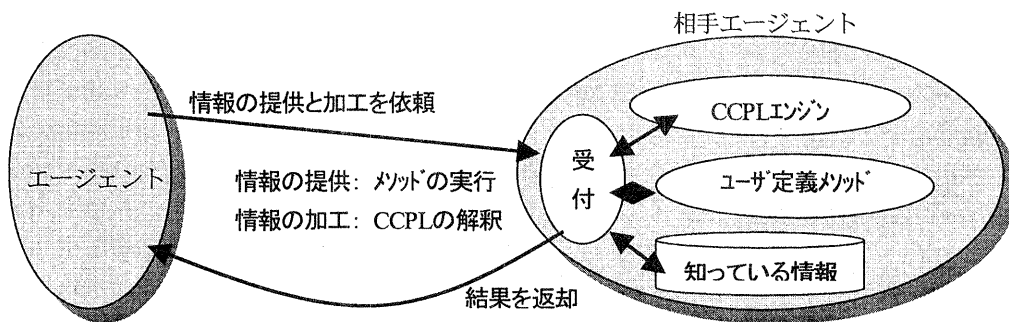 相手エージェント
情報の提供と加工を依頼
CCPLエンジン
エージェント
受付
情報の提供: メソッドの実行
ユーザ定義メソッド
情報の加工: CCPLの解釈
知っている情報
結果を返却